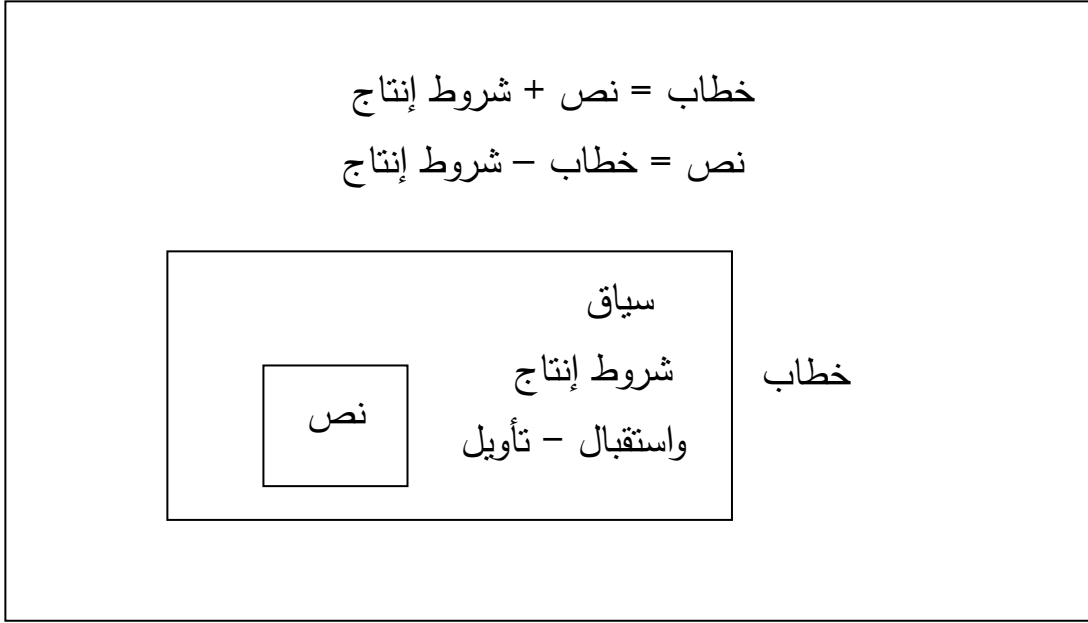 خطاب = نص + شروط إنتاج
نص = خطاب – شروط إنتاج
سياق
خطاب
شروط إنتاج
نص
واستقبال – تأويل